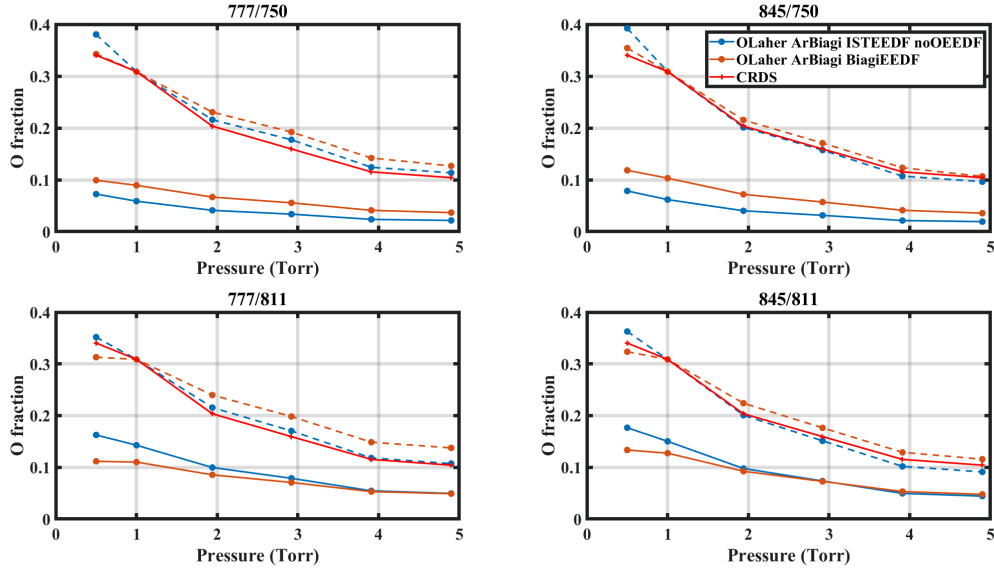 777/750
0.4
0.3
0.2
0.1
0
O fraction
0 1 2 3 4 5
Pressure (Torr)
845/750
0.4
0.3
0.2
0.1
0
O fraction
OLaher ArBiagi ISTEEDF noOEEDF
OLaher ArBiagi BiagiEEDF
CRDS
0 1 2 3 4 5
Pressure (Torr)
777/811
0.4
0.3
0.2
0.1
0
O fraction
0 1 2 3 4 5
Pressure (Torr)
845/811
0.4
0.3
0.2
0.1
0
O fraction
0 1 2 3 4 5
Pressure (Torr)